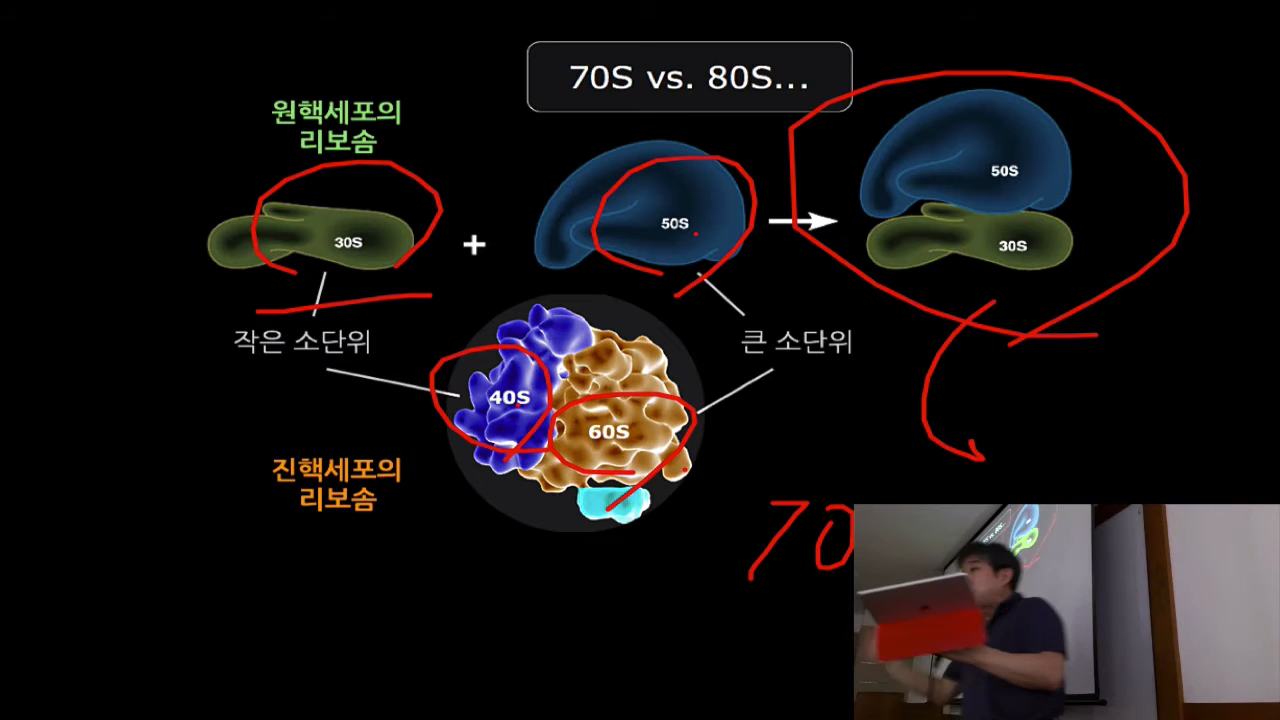 70S vs. 80S...
원핵세포의
리보솜
30S
+
50S
50S
30S
작은 소단위
큰 소단위
40S
60S
진핵세포의
리보솜
70